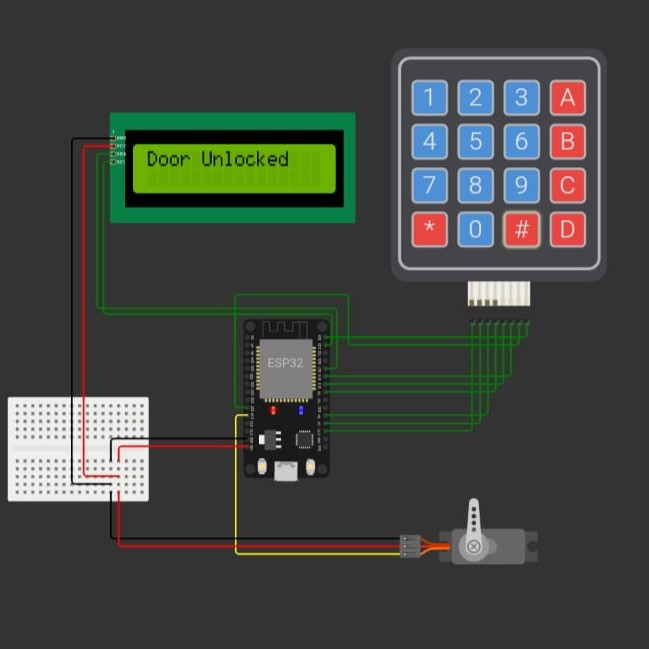 Door Unlocked
1 2 3 A
4 5 6 B
7 8 9 C
* 0 # D
ESP32